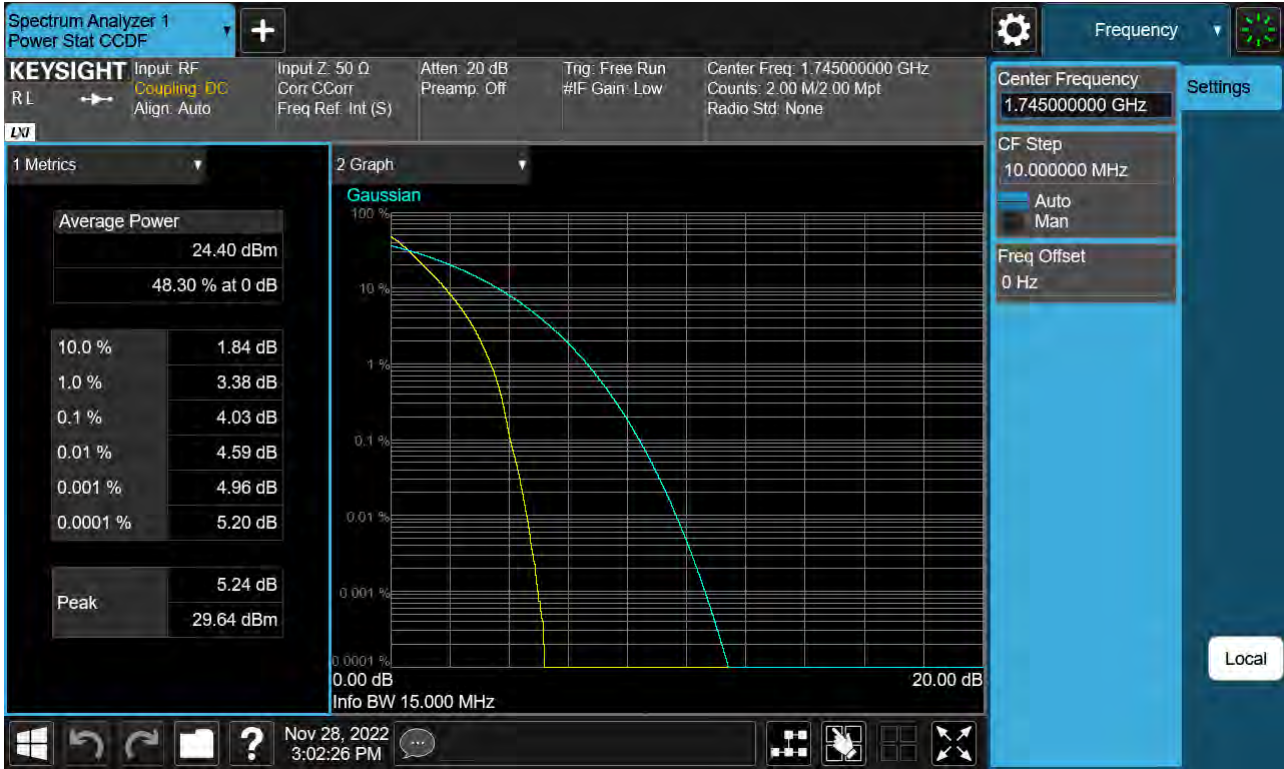 Spectrum Analyzer 1
Power Stat CCDF
Frequency
KEYSIGHT
R L
LXI
Input: RF
Coupling: DC
Align: Auto
Input Z: 50 Ω
Corr CCorr
Freq Ref: Int (S)
Atten: 20 dB
Preamp: Off
Trig: Free Run
#IF Gain: Low
Center Freq: 1.745000000 GHz
Counts: 2.00 M/2.00 Mpt
Radio Std: None
1 Metrics
Average Power
24.40 dBm
48.30 % at 0 dB
10.0 % 1.84 dB
1.0 % 3.38 dB
0.1 % 4.03 dB
0.01 % 4.59 dB
0.001 % 4.96 dB
0.0001 % 5.20 dB
Peak
5.24 dB
29.64 dBm
2 Graph
Gaussian
100 %
10 %
1 %
0.1 %
0.01 %
0.001 %
0.0001 %
0.00 dB 20.00 dB
Info BW 15.000 MHz
Center Frequency
1.745000000 GHz
Settings
CF Step
10.000000 MHz
Auto
Man
Freq Offset
0 Hz
Local
?
Nov 28, 2022
3:02:26 PM